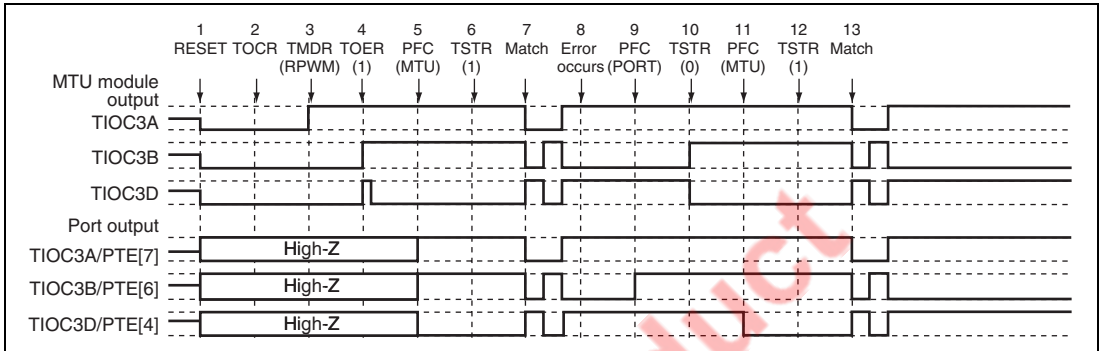 1 2 3 4 5 6 7 8 9 10 11 12 13
RESET TOCR TMDR TOER PFC TSTR Match Error PFC TSTR PFC TSTR Match
(RPWM) (1) (MTU) (1) occurs (PORT) (0) (MTU) (1)
MTU module
output
TIOC3A
TIOC3B
TIOC3D
Port output
TIOC3A/PTE[7] High-Z
TIOC3B/PTE[6] High-Z
TIOC3D/PTE[4] High-Z
duct